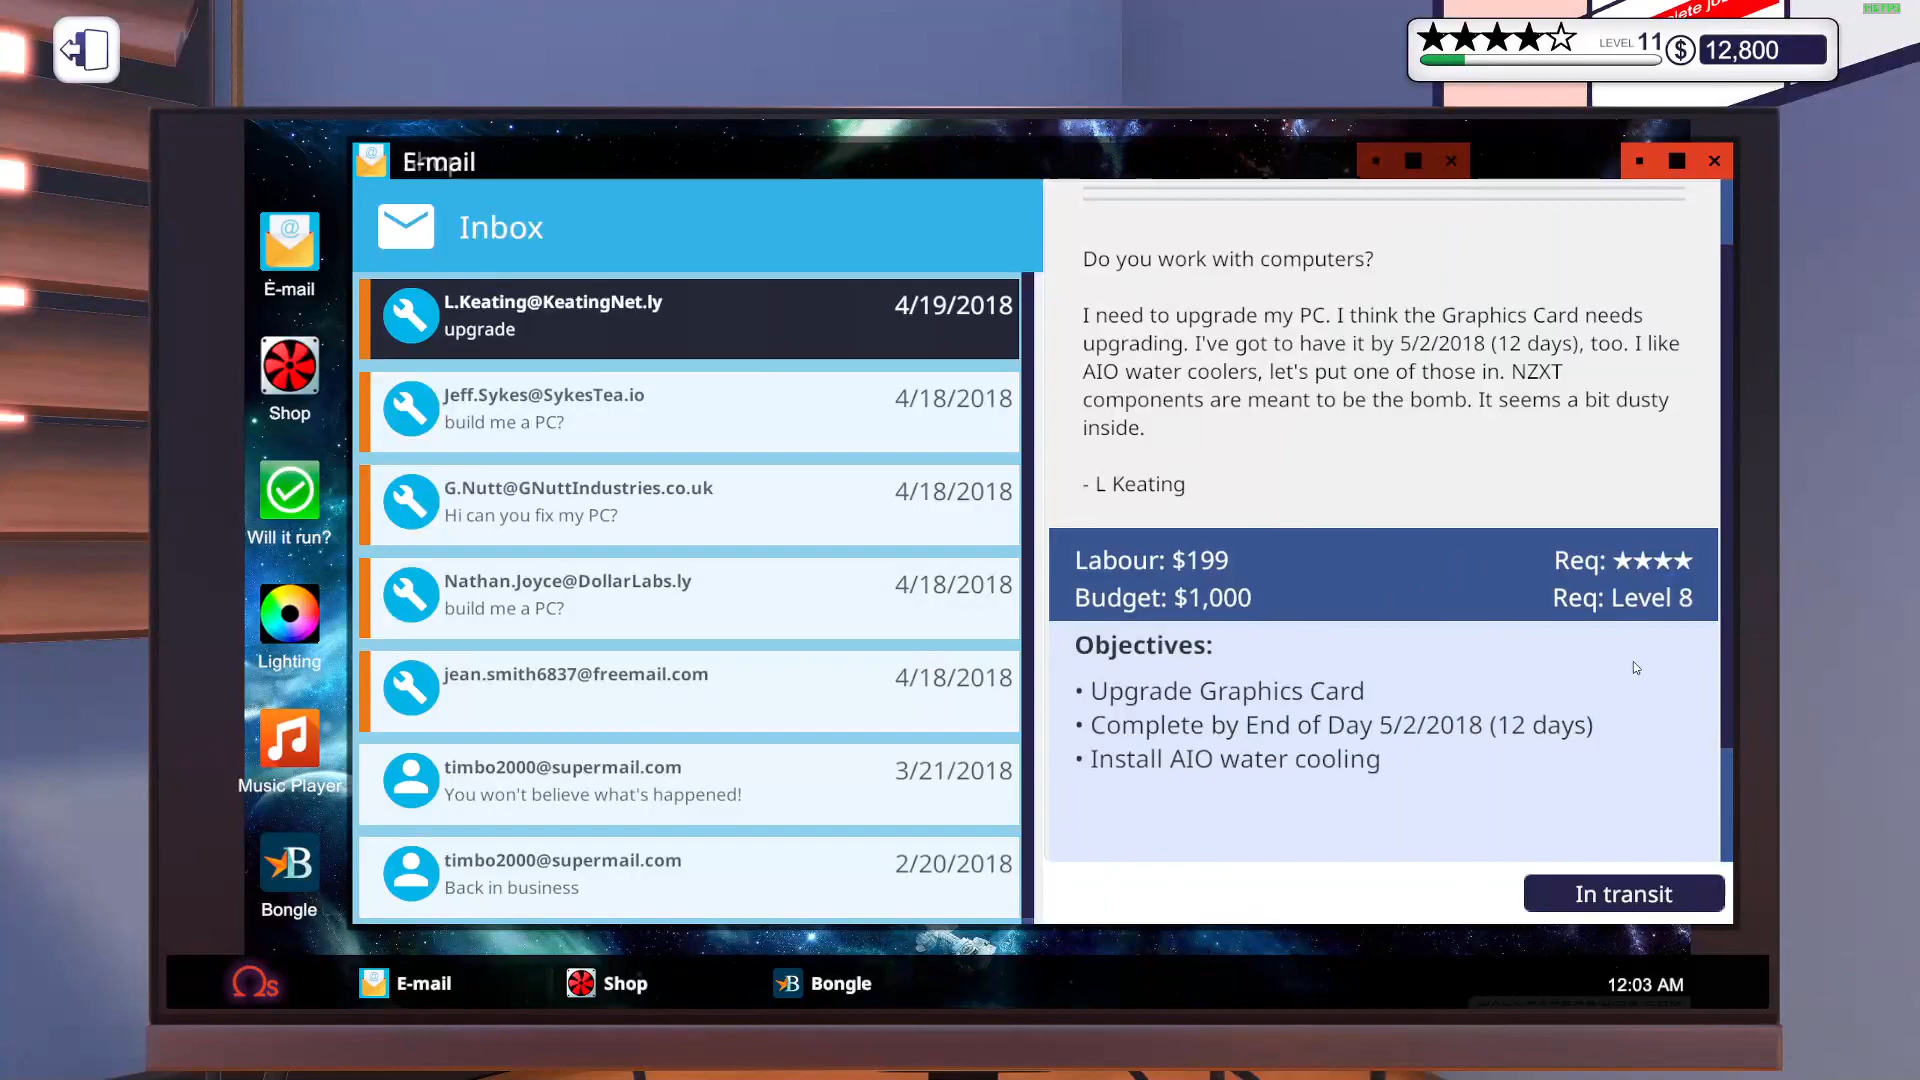 LEVEL 11
$ 12,800
E-mail
Inbox
L.Keating@KeatingNet.ly
4/19/2018
upgrade
Jeff.Sykes@SykesTea.io
4/18/2018
build me a PC?
G.Nutt@GNuttIndustries.co.uk
4/18/2018
Hi can you fix my PC?
Nathan.Joyce@DollarLabs.ly
4/18/2018
build me a PC?
jean.smith6837@freemail.com
4/18/2018
timbo2000@supermail.com
3/21/2018
You won't believe what's happened!
timbo2000@supermail.com
2/20/2018
Back in business
E-mail
Shop
Will it run?
Lighting
Music Player
B
Bongle
Do you work with computers?
I need to upgrade my PC. I think the Graphics Card needs
upgrading. I've got to have it by 5/2/2018 (12 days), too. I like
AIO water coolers, let's put one of those in. NZXT
components are meant to be the bomb. It seems a bit dusty
inside.
- L Keating
Labour: $199
Req: ★★★★
Budget: $1,000
Req: Level 8
Objectives:
• Upgrade Graphics Card
• Complete by End of Day 5/2/2018 (12 days)
• Install AIO water cooling
In transit
Ωs
E-mail
Shop
B
Bongle
12:03 AM